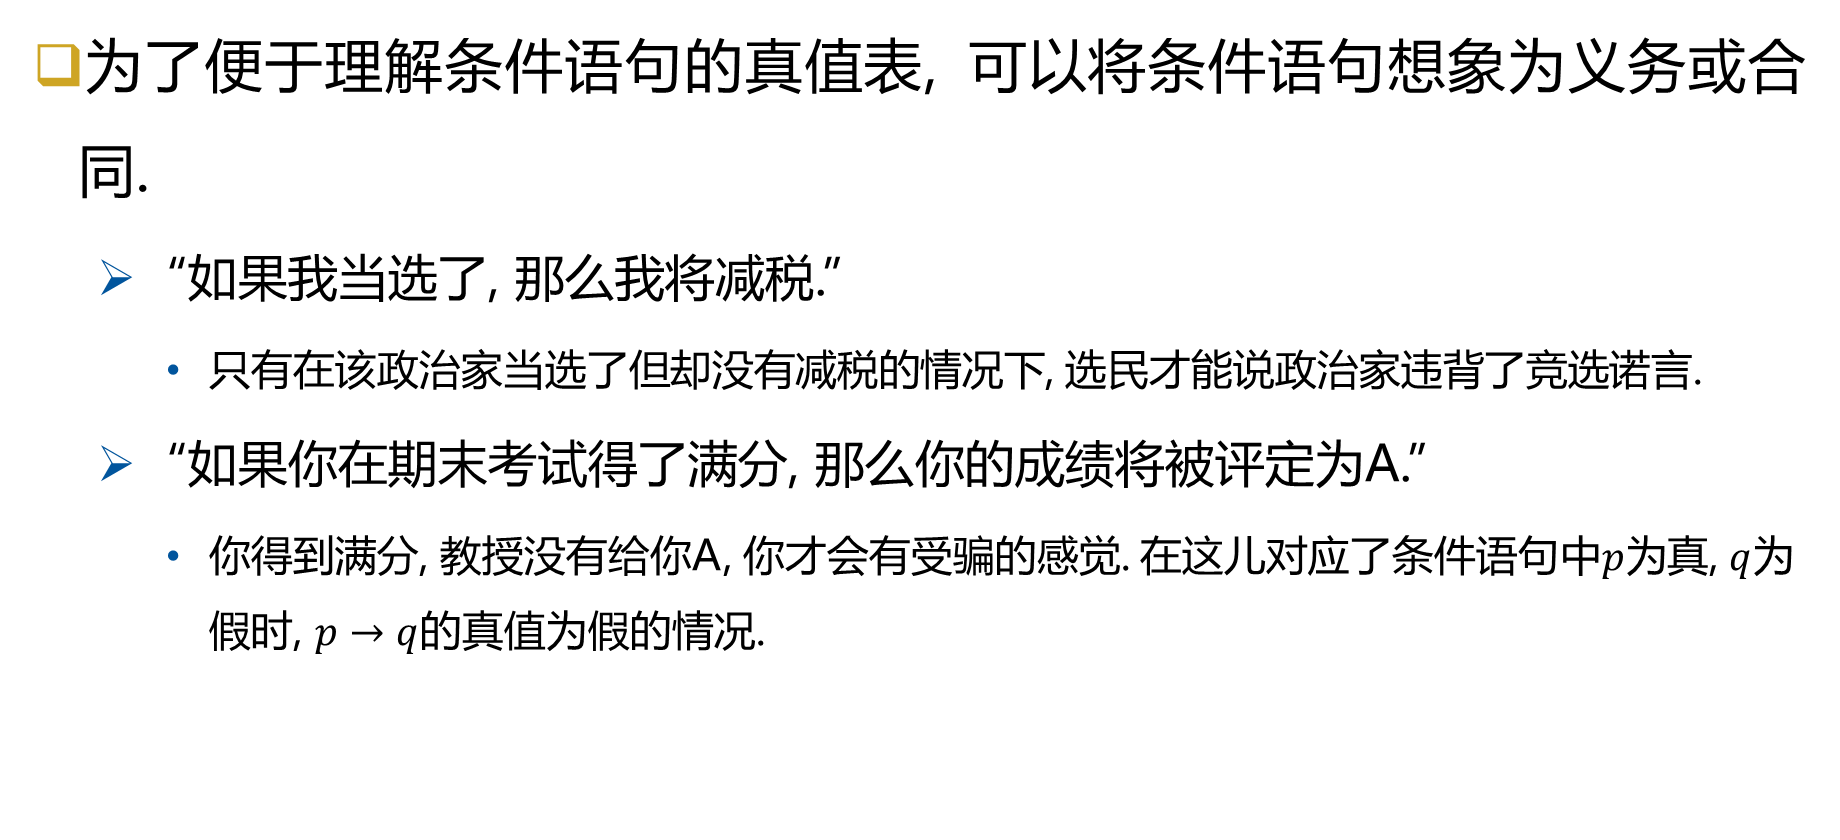 为了便于理解条件语句的真值表, 可以将条件语句想象为义务或合
同.
“如果我当选了, 那么我将减税.”
只有在该政治家当选了但却没有减税的情况下, 选民才能说政治家违背了竞选诺言.
“如果你在期末考试得了满分, 那么你的成绩将被评定为A.”
你得到满分, 教授没有给你A, 你才会有受骗的感觉. 在这儿对应了条件语句中p为真, q为
假时, p → q的真值为假的情况.